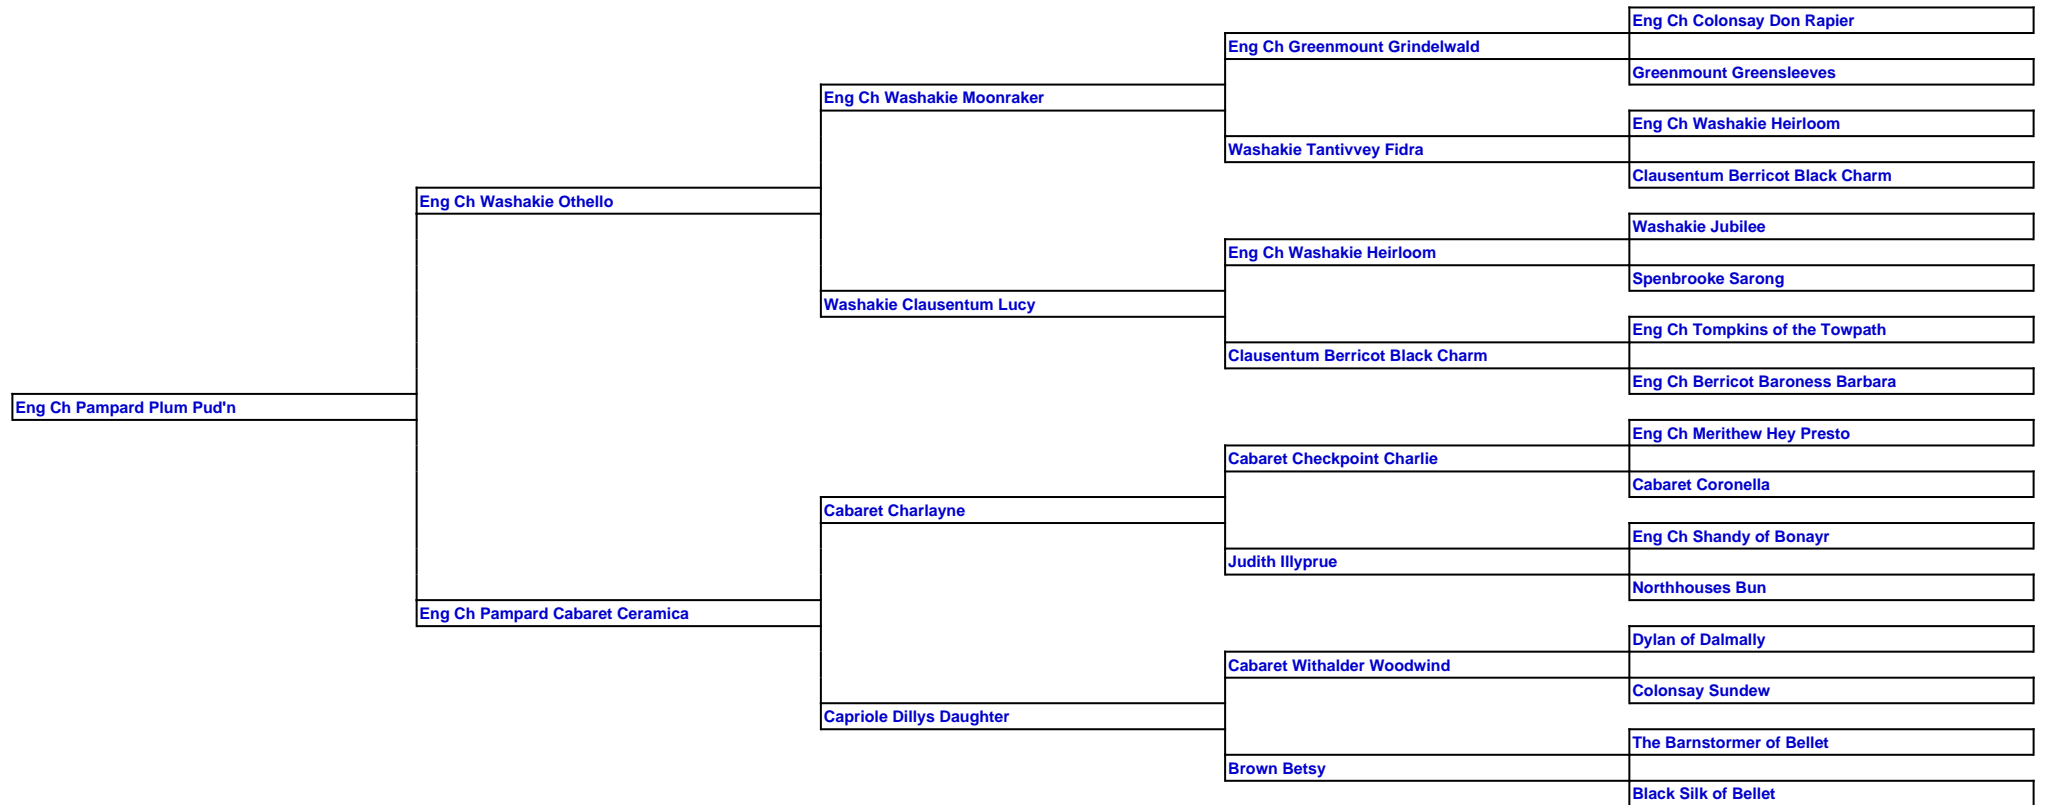 Eng Ch Colonsay Don Rapier
Eng Ch Greenmount Grindelwald
Greenmount Greensleeves
Eng Ch Washakie Moonraker
Eng Ch Washakie Heirloom
Washakie Tantivvey Fidra
Clausentum Berricot Black Charm
Eng Ch Washakie Othello
Washakie Jubilee
Eng Ch Washakie Heirloom
Spenbrooke Sarong
Washakie Clausentum Lucy
Eng Ch Tompkins of the Towpath
Clausentum Berricot Black Charm
Eng Ch Berricot Baroness Barbara
Eng Ch Pampard Plum Pud'n
Eng Ch Merithew Hey Presto
Cabaret Checkpoint Charlie
Cabaret Coronella
Cabaret Charlayne
Eng Ch Shandy of Bonayr
Judith Illyprue
Northhouses Bun
Eng Ch Pampard Cabaret Ceramica
Dylan of Dalmally
Cabaret Withalder Woodwind
Colonsay Sundew
Capriole Dillys Daughter
The Barnstormer of Bellet
Brown Betsy
Black Silk of Bellet